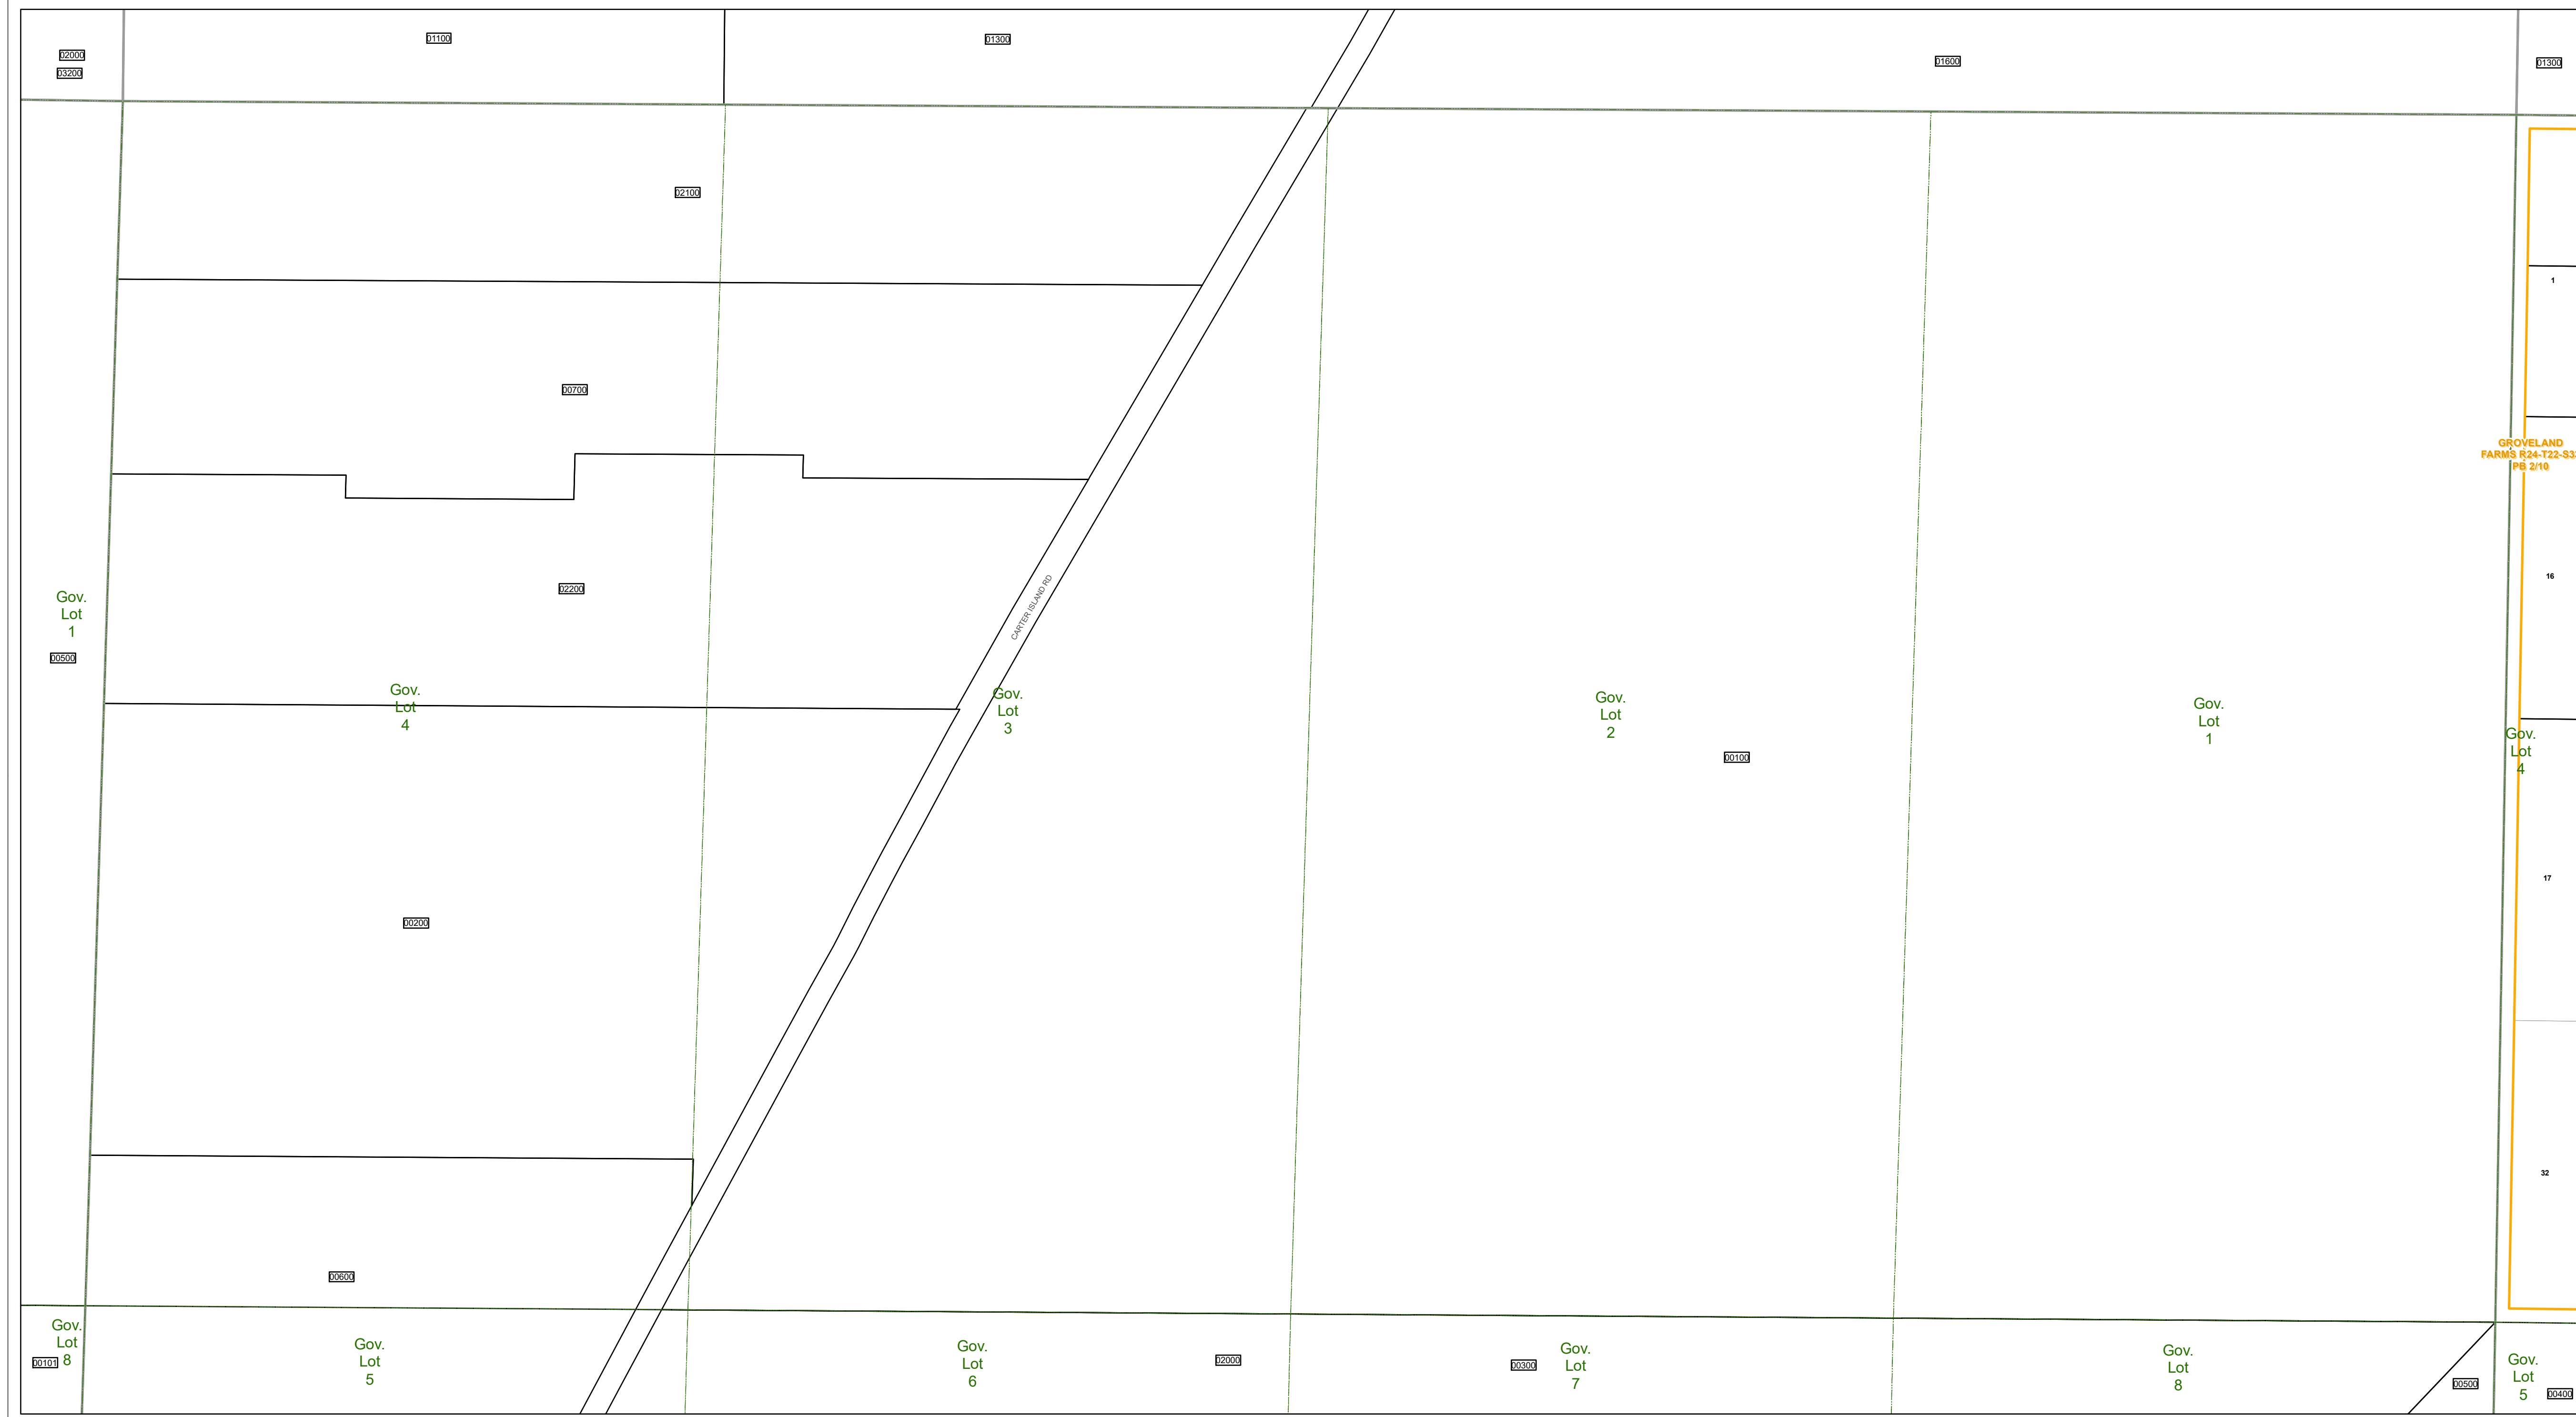 01100
01300
02000
01600
01300
03200
02100
1
00700
GROVELAND
FARMS R24-T22-S3
PB 2/10
16
02200
CARTER ISLAND RD
Gov.
Lot
1
00500
Gov.
Lot
4
Gov.
Lot
3
Gov.
Lot
2
00100
Gov.
Lot
1
Gov.
Lot
4
17
00200
32
00600
Gov.
Lot
8
00101
Gov.
Lot
5
Gov.
Lot
6
02000
00300
Gov.
Lot
7
Gov.
Lot
8
00500
Gov.
Lot
5
00400